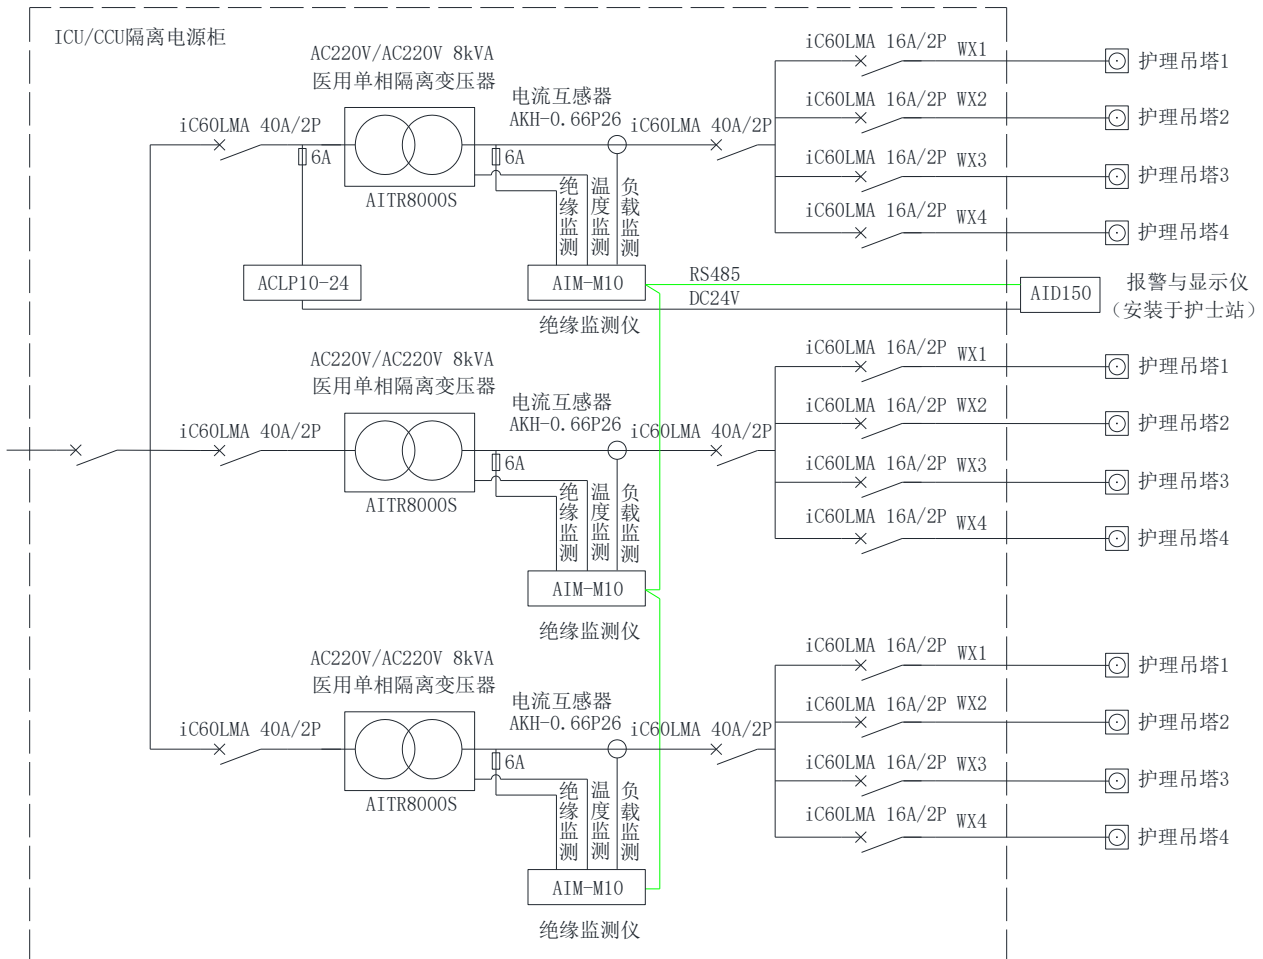 ICU/CCU隔离电源柜
AC220V/AC220V 8kVA
医用单相隔离变压器
iC60LMA 40A/2P
6A
AITR8000S
电流互感器
AKH-0.66P26
iC60LMA 40A/2P
6A
绝缘监测
温度监测
负载监测
iC60LMA 16A/2P
WX1
护理吊塔1
iC60LMA 16A/2P
WX2
护理吊塔2
iC60LMA 16A/2P
WX3
护理吊塔3
iC60LMA 16A/2P
WX4
护理吊塔4
ACLP10-24
AIM-M10
绝缘监测仪
RS485
DC24V
AID150
报警与显示仪
（安装于护士站）
AC220V/AC220V 8kVA
医用单相隔离变压器
iC60LMA 40A/2P
AITR8000S
电流互感器
AKH-0.66P26
iC60LMA 40A/2P
6A
绝缘监测
温度监测
负载监测
iC60LMA 16A/2P
WX1
护理吊塔1
iC60LMA 16A/2P
WX2
护理吊塔2
iC60LMA 16A/2P
WX3
护理吊塔3
iC60LMA 16A/2P
WX4
护理吊塔4
AIM-M10
绝缘监测仪
AC220V/AC220V 8kVA
医用单相隔离变压器
iC60LMA 40A/2P
AITR8000S
电流互感器
AKH-0.66P26
iC60LMA 40A/2P
6A
绝缘监测
温度监测
负载监测
iC60LMA 16A/2P
WX1
护理吊塔1
iC60LMA 16A/2P
WX2
护理吊塔2
iC60LMA 16A/2P
WX3
护理吊塔3
iC60LMA 16A/2P
WX4
护理吊塔4
AIM-M10
绝缘监测仪